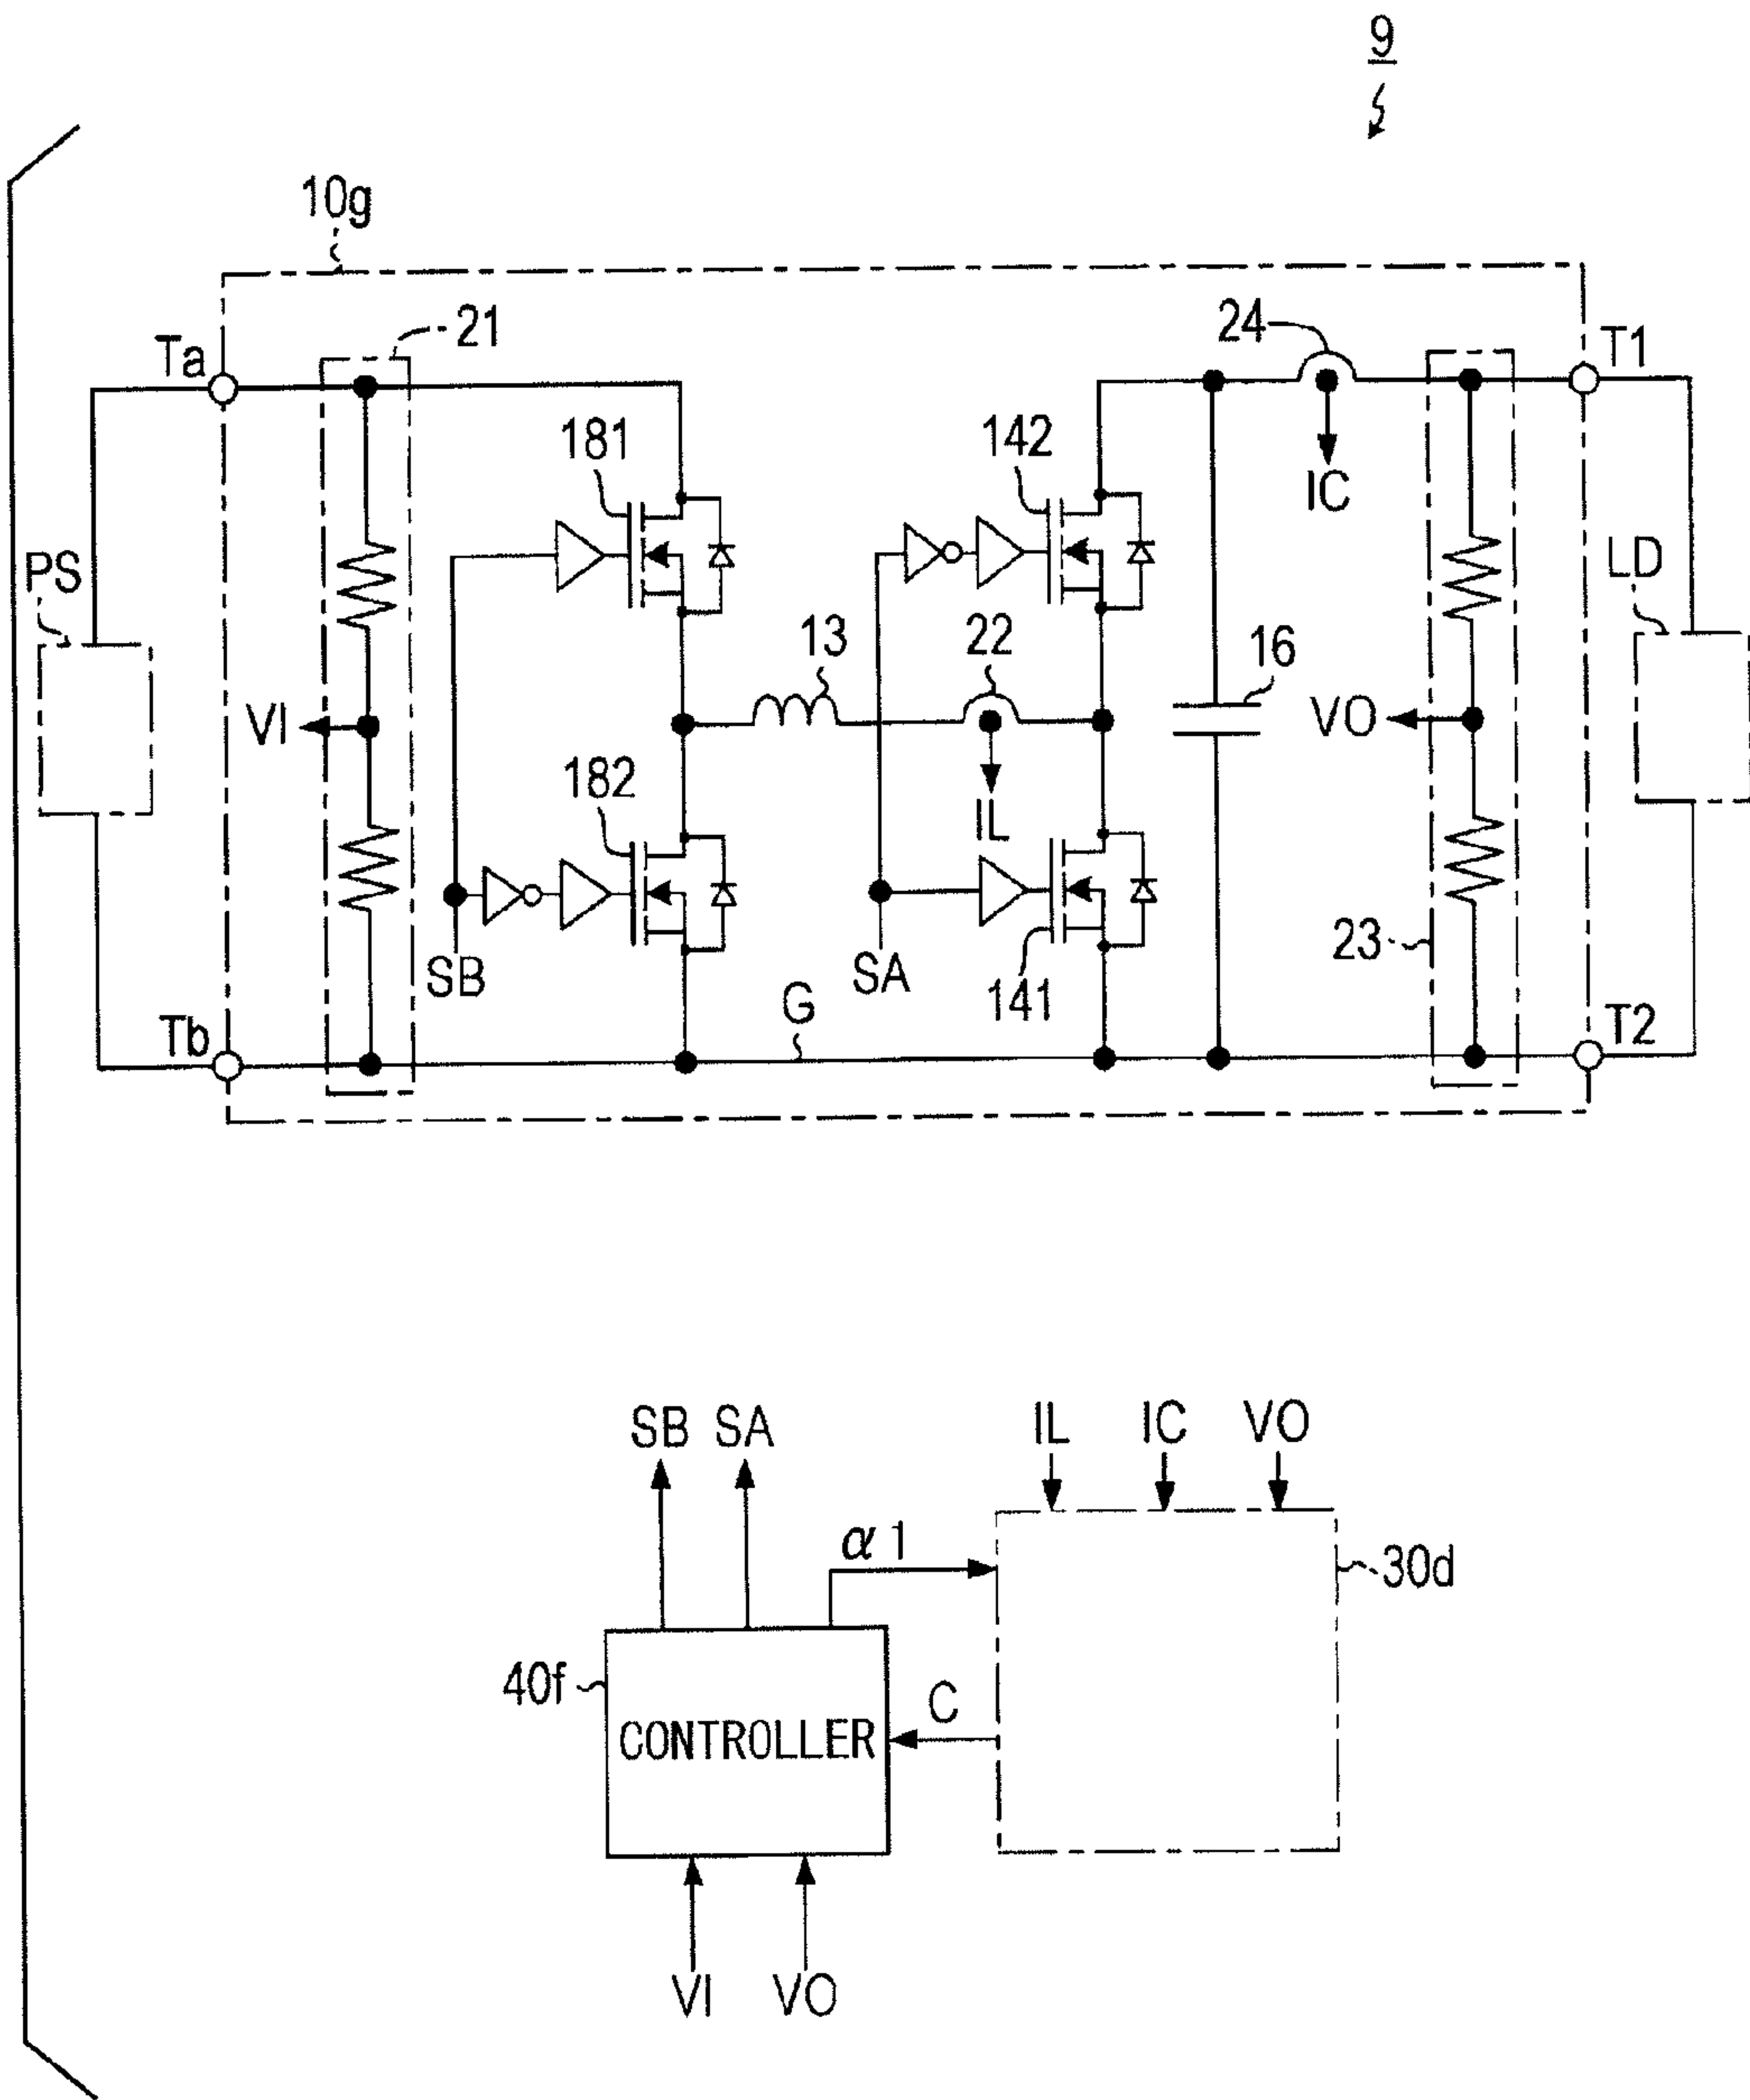 9
10g
Ta
21
24
T1
181
142
IC
PS
LD
13
22
16
VI
VO
182
IL
SB
SA
141
23
Tb
G
T2
SB SA
IL IC VO
α1
30d
40f
C
CONTROLLER
VI VO